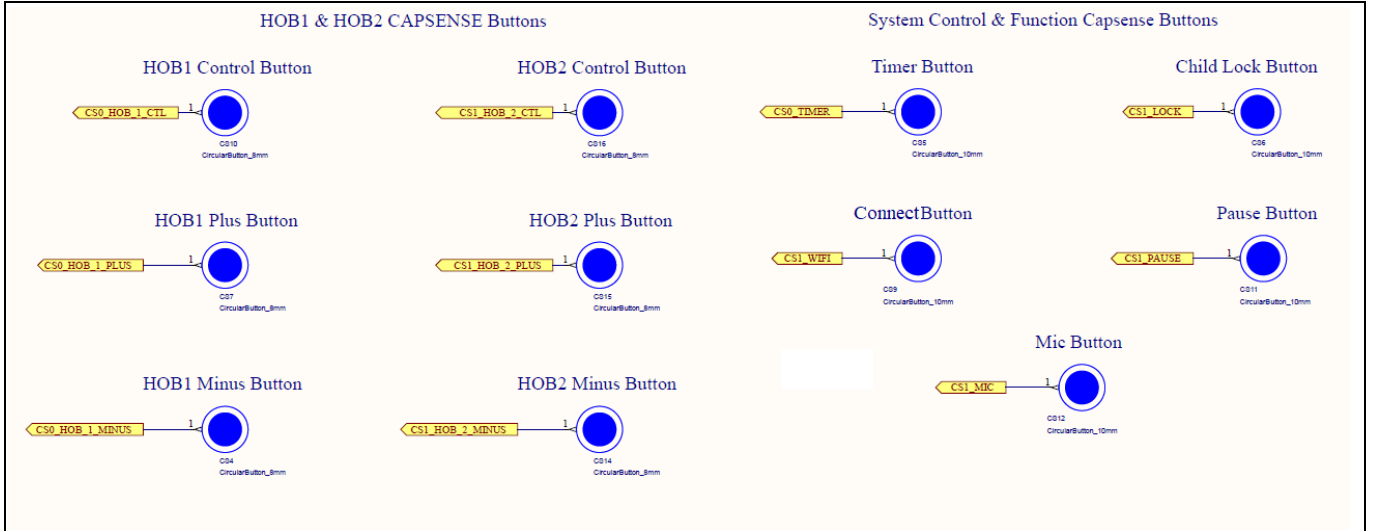 HOB1 & HOB2 CAPSENSE Buttons
System Control & Function Capsense Buttons
HOB1 Control Button
HOB2 Control Button
Timer Button
Child Lock Button
CS0_HOB_1_CTL 1
CS1_HOB_2_CTL 1
CS0_TIMER 1
CS1_LOCK 1
CS10
CircularButton_8mm
CS16
CircularButton_8mm
CS5
CircularButton_10mm
CS6
CircularButton_10mm
HOB1 Plus Button
HOB2 Plus Button
ConnectButton
Pause Button
CS0_HOB_1_PLUS 1
CS1_HOB_2_PLUS 1
CS1_WIFI 1
CS1_PAUSE 1
CS7
CircularButton_8mm
CS15
CircularButton_8mm
CS9
CircularButton_10mm
CS11
CircularButton_10mm
Mic Button
CS1_MIC 1
CS12
CircularButton_10mm
HOB1 Minus Button
HOB2 Minus Button
CS0_HOB_1_MINUS 1
CS1_HOB_2_MINUS 1
CS4
CircularButton_8mm
CS14
CircularButton_8mm